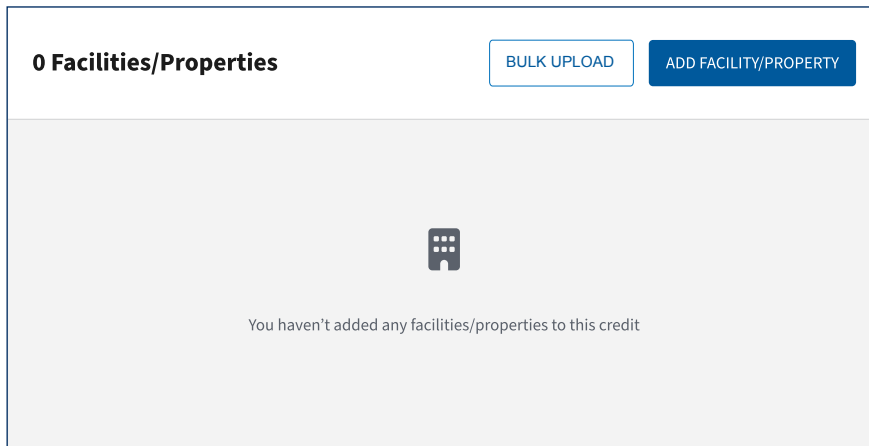 0 Facilities/Properties
BULK UPLOAD
ADD FACILITY/PROPERTY
You haven’t added any facilities/properties to this credit